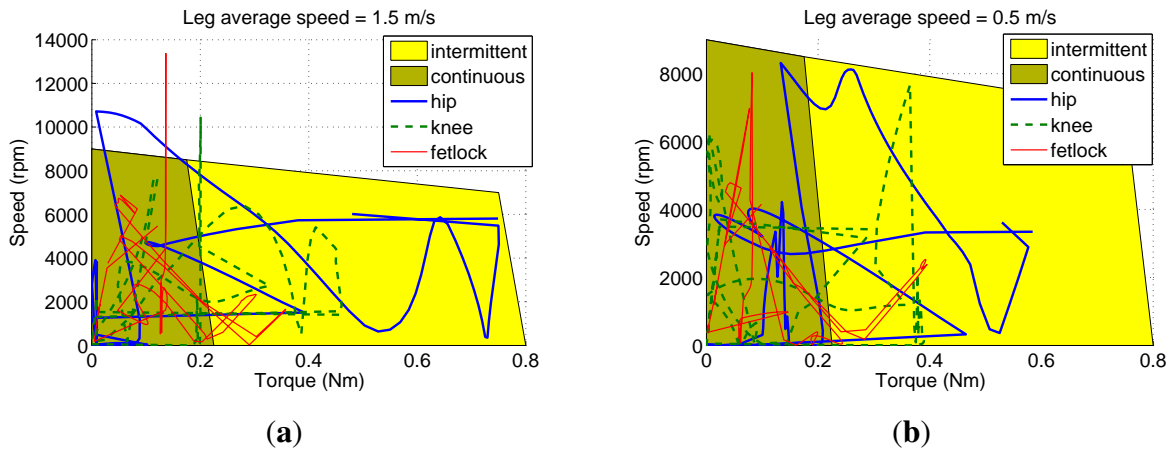 Leg average speed = 1.5 m/s
14000
12000
10000
8000
6000
4000
2000
0
Speed (rpm)
0
0.2
0.4
0.6
0.8
Torque (Nm)
intermittent
continuous
hip
knee
fetlock
(a)
Leg average speed = 0.5 m/s
8000
6000
4000
2000
0
Speed (rpm)
0
0.2
0.4
0.6
0.8
Torque (Nm)
intermittent
continuous
hip
knee
fetlock
(b)